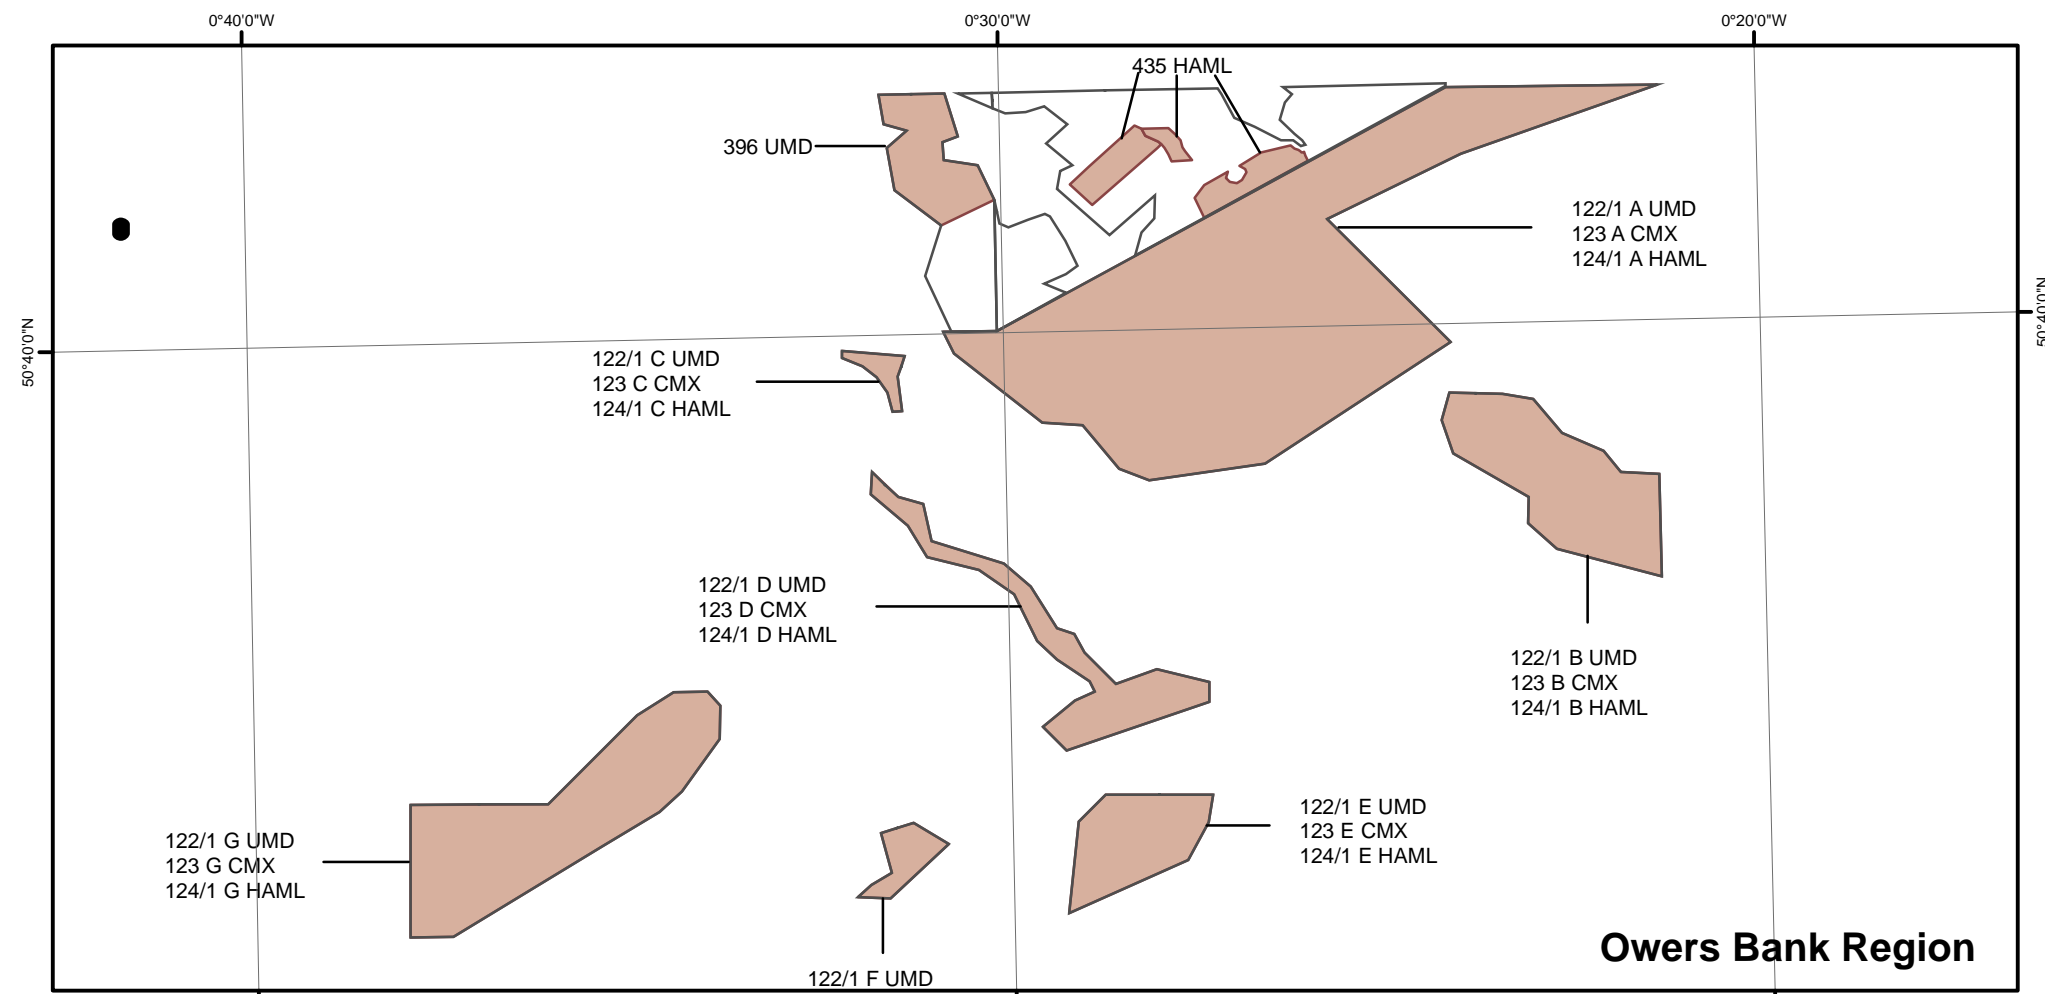 0°40'0"W
0°30'0"W
0°20'0"W
435 HAML
396 UMD
122/1 A UMD
123 A CMX
124/1 A HAML
50°40'0"N
50°40'0"N
122/1 C UMD
123 C CMX
124/1 C HAML
122/1 D UMD
123 D CMX
124/1 D HAML
122/1 B UMD
123 B CMX
124/1 B HAML
122/1 E UMD
123 E CMX
124/1 E HAML
122/1 G UMD
123 G CMX
124/1 G HAML
122/1 F UMD
Owers Bank Region